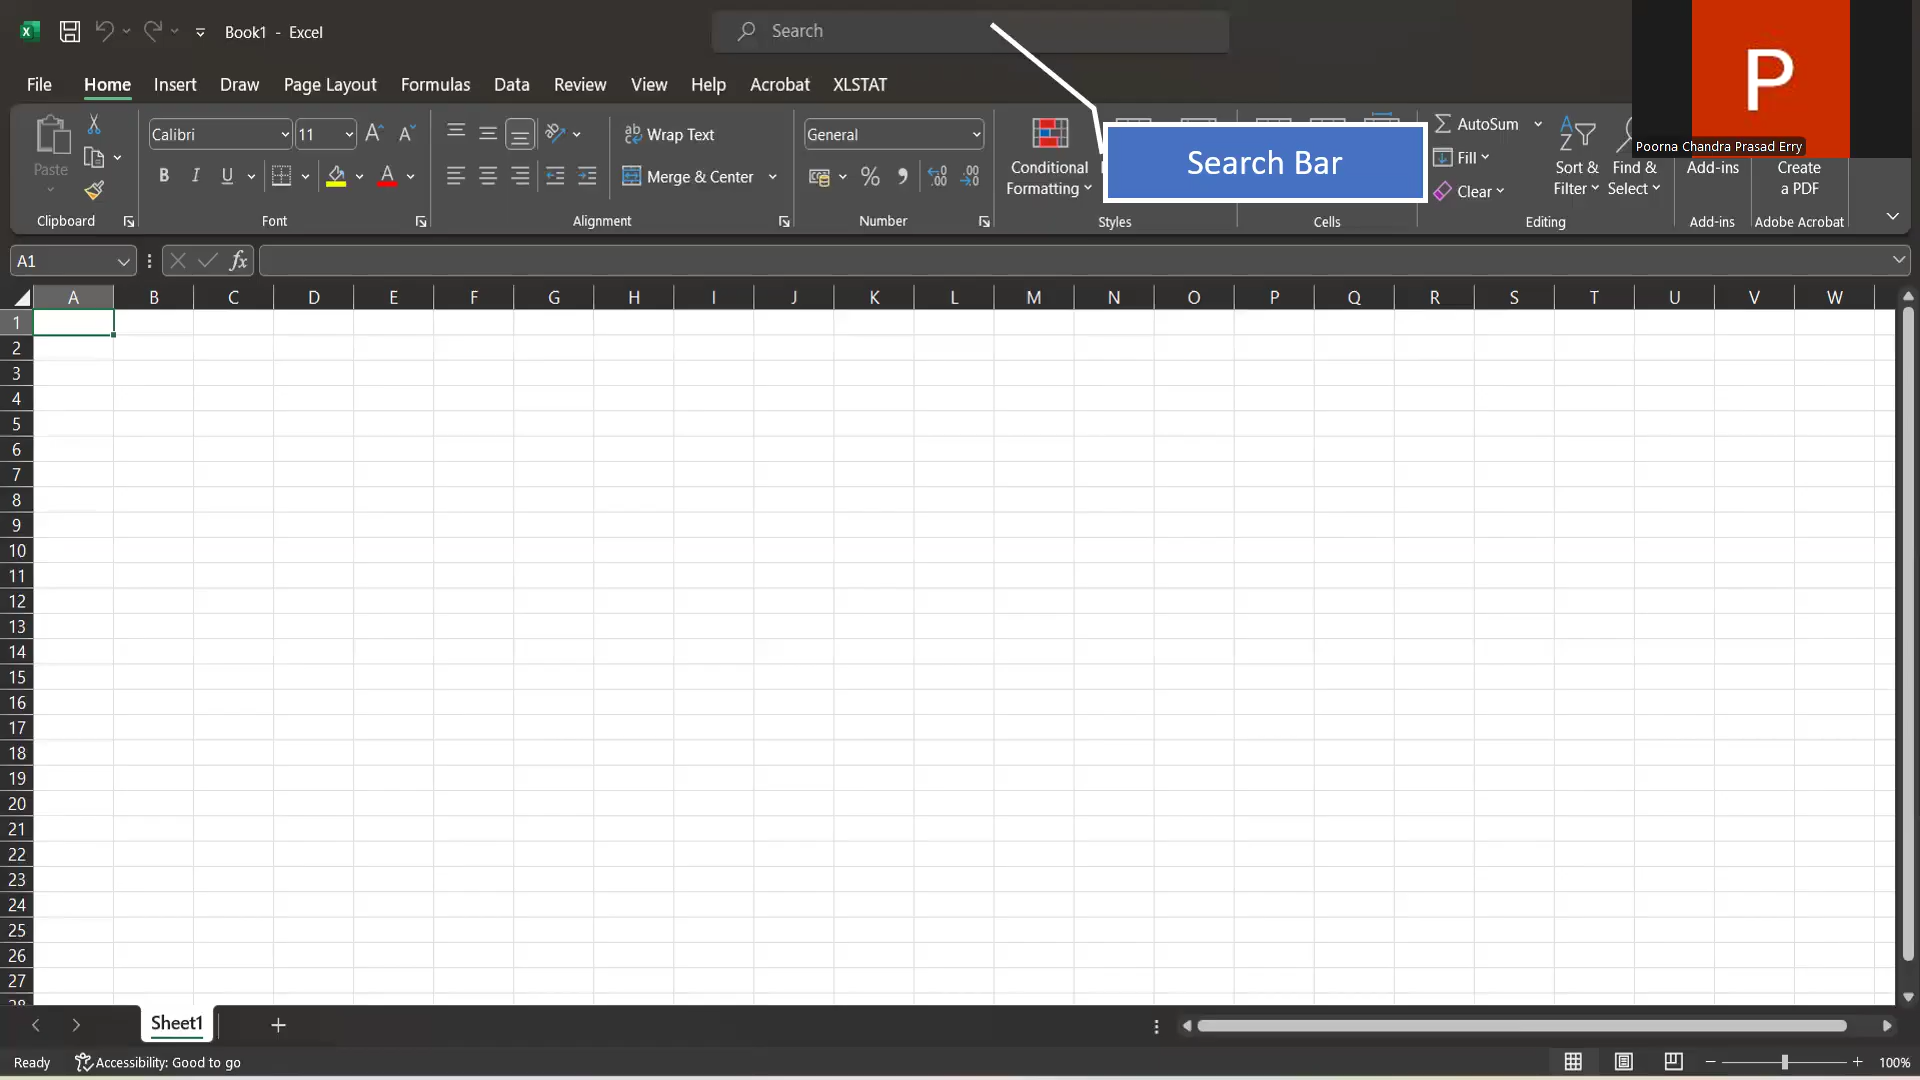 Book1 - Excel
Search
P
Poorna Chandra Prasad Erry
File Home Insert Draw Page Layout Formulas Data Review View Help Acrobat XLSTAT
Paste
Calibri 11
Wrap Text
General
Merge & Center
B I U
Conditional
Formatting
Search Bar
AutoSum
Fill
Clear
Sort &
Filter
Find &
Select
Add-ins
Create
a PDF
Clipboard Font Alignment Number Styles Cells Editing Add-ins Adobe Acrobat
A1
fx
A B C D E F G H I J K L M N O P Q R S T U V W
1
2
3
4
5
6
7
8
9
10
11
12
13
14
15
16
17
18
19
20
21
22
23
24
25
26
27
28
Sheet1
Ready Accessibility: Good to go 100%